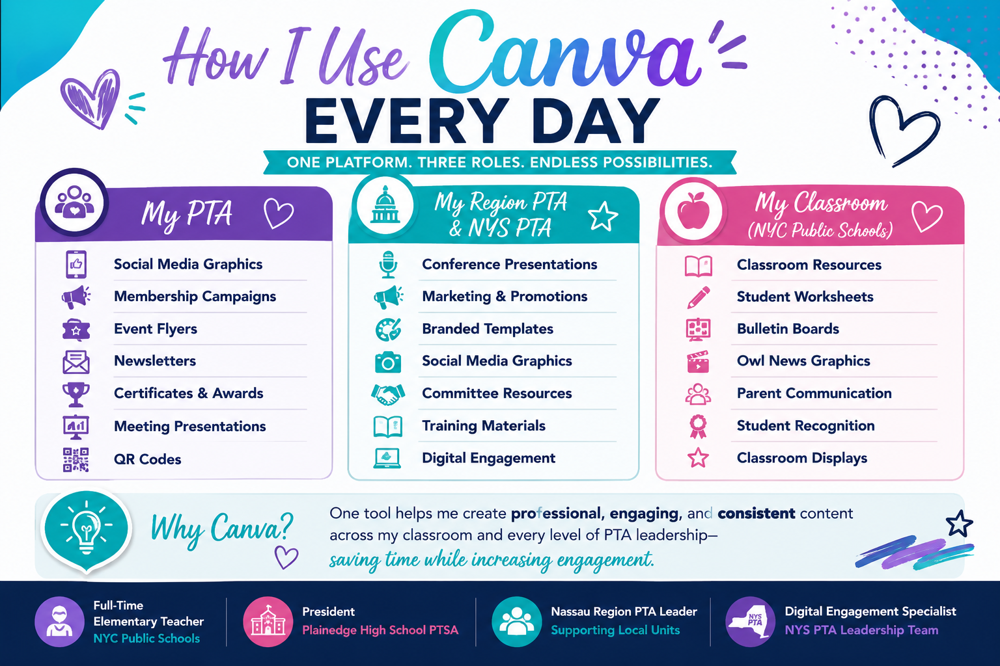 How I Use Canva
EVERY DAY
ONE PLATFORM. THREE ROLES. ENDLESS POSSIBILITIES.
My PTA
Social Media Graphics
Membership Campaigns
Event Flyers
Newsletters
Certificates & Awards
Meeting Presentations
QR Codes
My Region PTA
& NYS PTA
Conference Presentations
Marketing & Promotions
Branded Templates
Social Media Graphics
Committee Resources
Training Materials
Digital Engagement
My Classroom
(NYC Public Schools)
Classroom Resources
Student Worksheets
Bulletin Boards
Owl News Graphics
Parent Communication
Student Recognition
Classroom Displays
Why Canva?
One tool helps me create professional, engaging, and consistent content
across my classroom and every level of PTA leadership—
saving time while increasing engagement.
Full-Time
Elementary Teacher
NYC Public Schools
President
Plainedge High School PTSA
Nassau Region PTA Leader
Supporting Local Units
NYS
PTA
Digital Engagement Specialist
NYS PTA Leadership Team